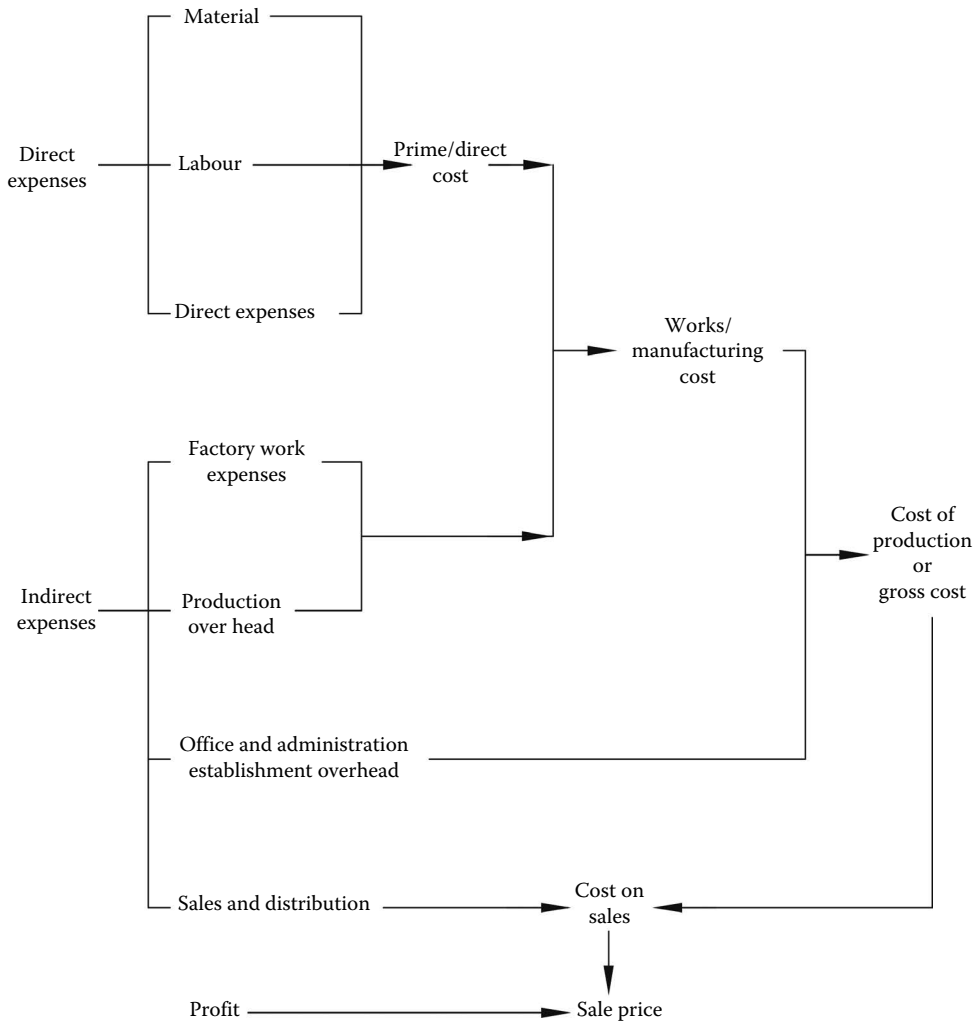 Material
Direct
expenses
Labour
Prime/direct
cost
Direct expenses
Works/
manufacturing
cost
Factory work
expenses
Cost of
production
or
gross cost
Indirect
expenses
Production
over head
Office and administration
establishment overhead
Sales and distribution
Cost on
sales
Profit
Sale price